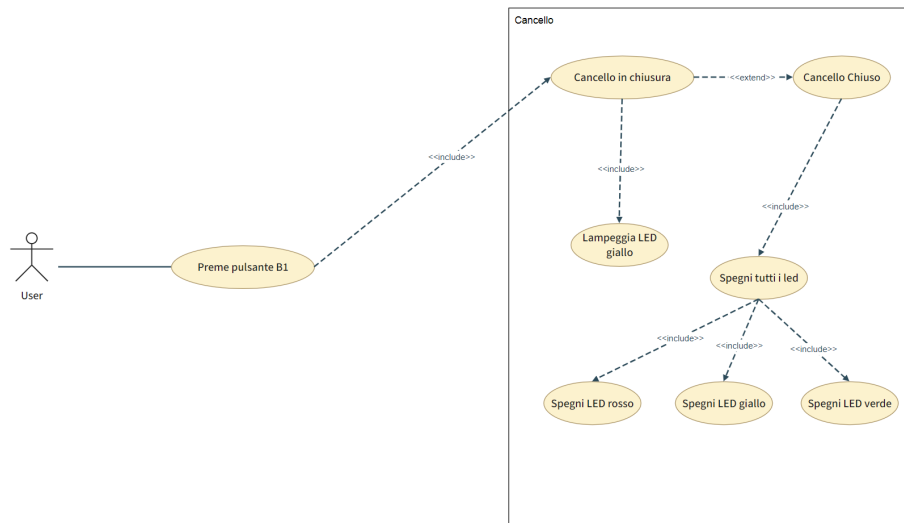 Cancello
Cancello in chiusura
<<extend>>
Cancello Chiuso
<<include>>
<<include>>
<<include>>
Lampeggia LED
giallo
User
Preme pulsante B1
Spegni tutti i led
<<include>>
<<include>>
<<include>>
Spegni LED rosso
Spegni LED giallo
Spegni LED verde